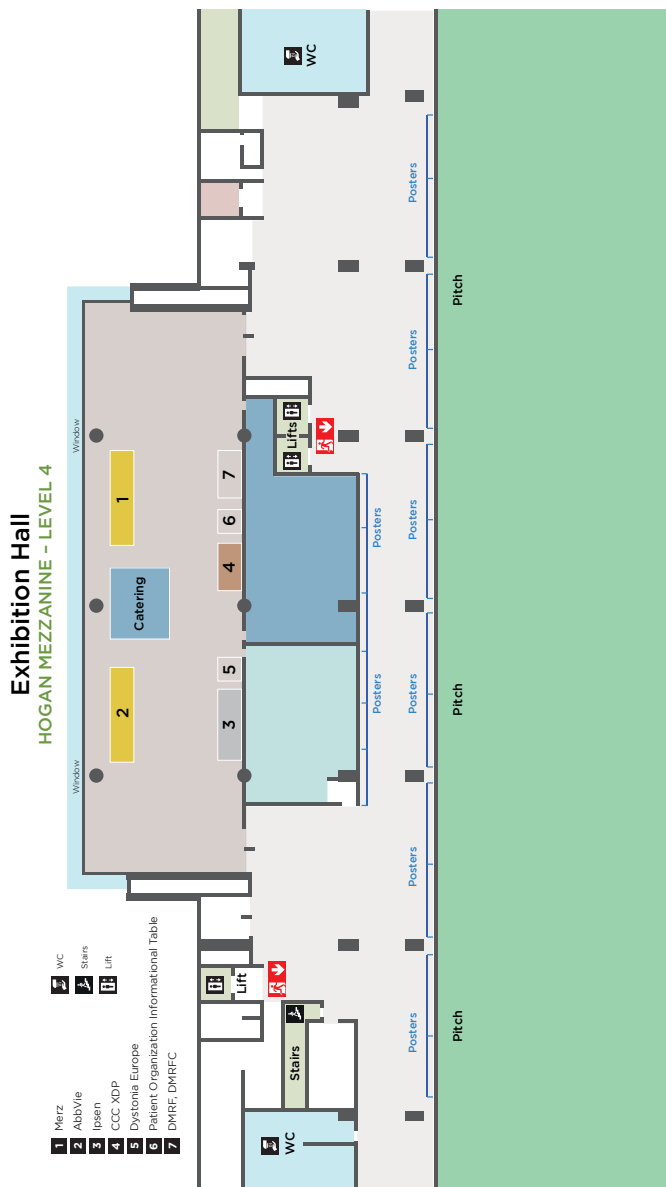 Exhibition Hall
HOGAN MEZZANINE – LEVEL 4
1 Merz
2 AbbVie
3 Ipsen
4 CCC XDP
5 Dystonia Europe
6 Patient Organization Informational Table
7 DMRF, DMRFC
WC
Stairs
Lift
Window
Window
2
Catering
1
3
5
4
6
7
Lift
Lifts
Stairs
WC
WC
Posters
Posters
Posters
Posters
Posters
Posters
Posters
Posters
Pitch
Pitch
Pitch